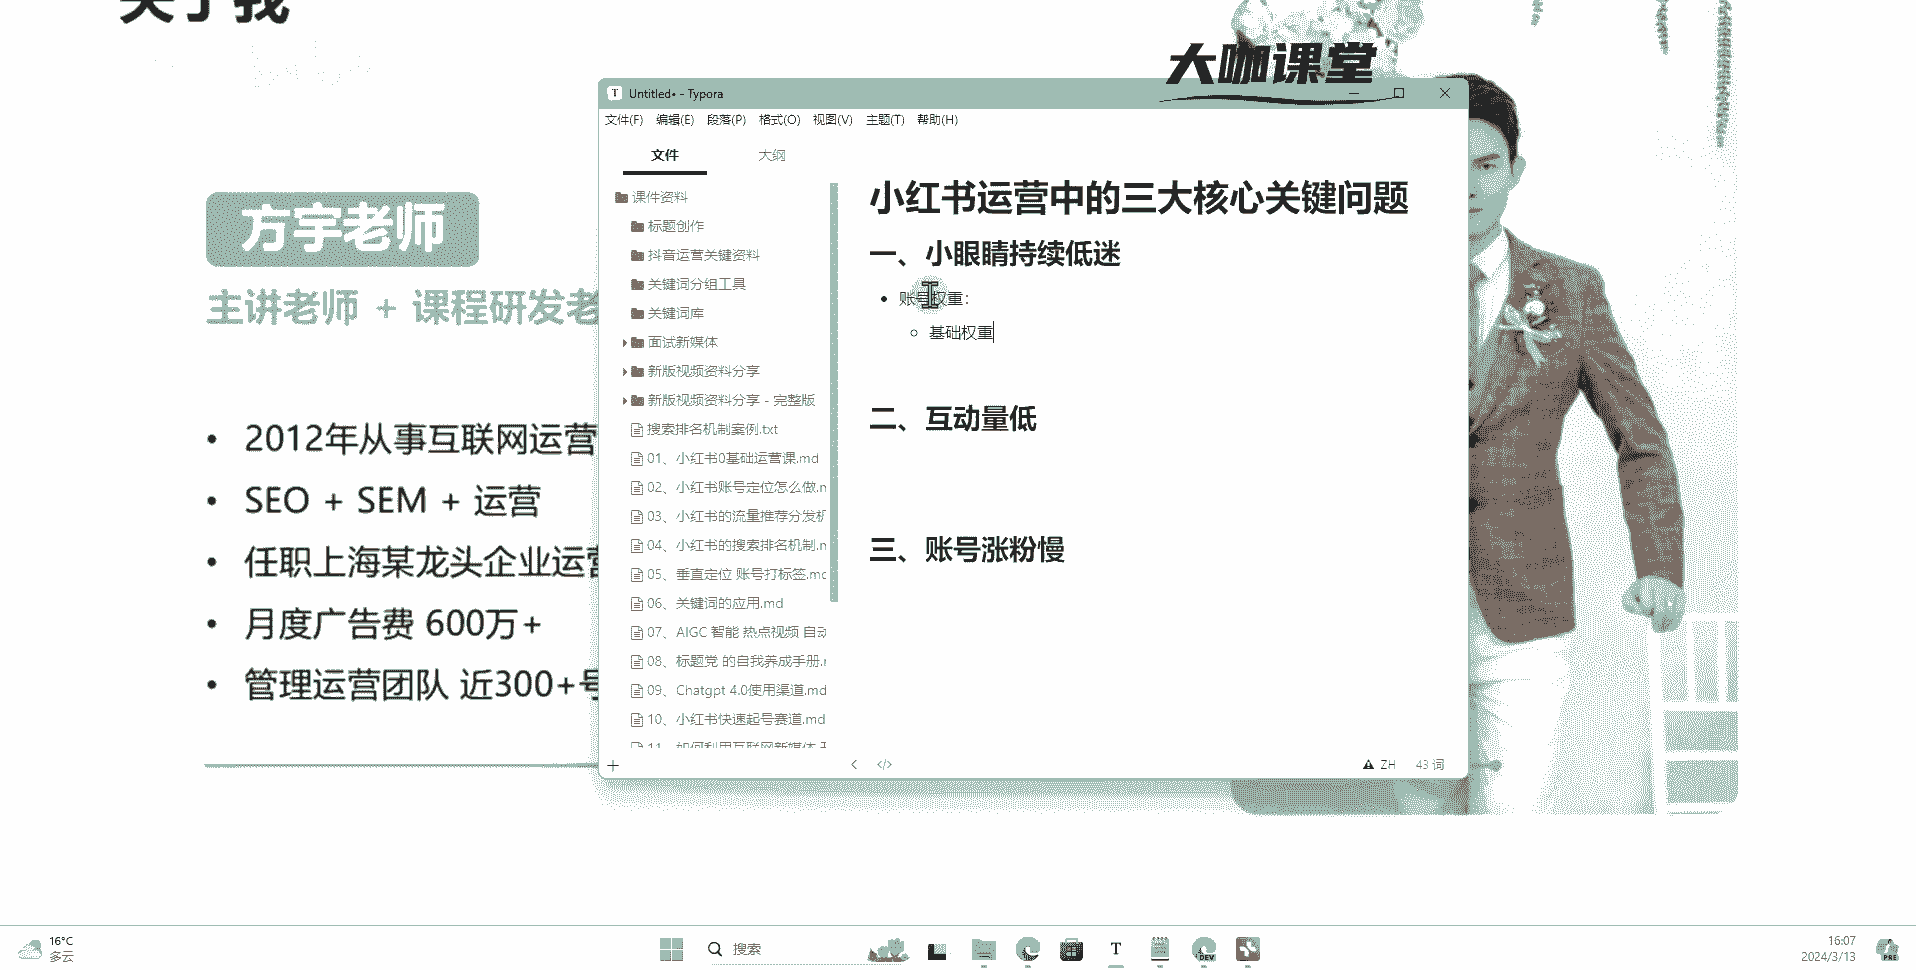 关于我
大咖课堂
方宇老师
主讲老师 + 课程研发老
• 2012年从事互联网运营
• SEO + SEM + 运营
• 任职上海某龙头企业运营
• 月度广告费 600万+
• 管理运营团队 近300+号
Untitled• - Typora
文件(F) 编辑(E) 段落(P) 格式(O) 视图(V) 主题(T) 帮助(H)
文件 大纲
课件资料
标题创作
抖音运营关键资料
关键词分组工具
关键词库
面试新媒体
新版视频资料分享
新版视频资料分享 - 完整版
搜索排名机制案例.txt
01、小红书0基础运营课.md
02、小红书账号定位怎么做.m
03、小红书的流量推荐分发机
04、小红书的搜索排名机制.m
05、垂直定位 账号打标签.md
06、关键词的应用.md
07、AIGC 智能 热点视频 自动
08、标题党 的自我养成手册.m
09、Chatgpt 4.0使用渠道.md
10、小红书快速起号赛道.md
11、如何利用互联网新媒体
小红书运营中的三大核心关键问题
一、小眼睛持续低迷
• 账号权重：
○ 基础权重
二、互动量低
三、账号涨粉慢
ZH 43 词
16°C
多云
搜索
DEV
16:07
2024/3/13
PRE